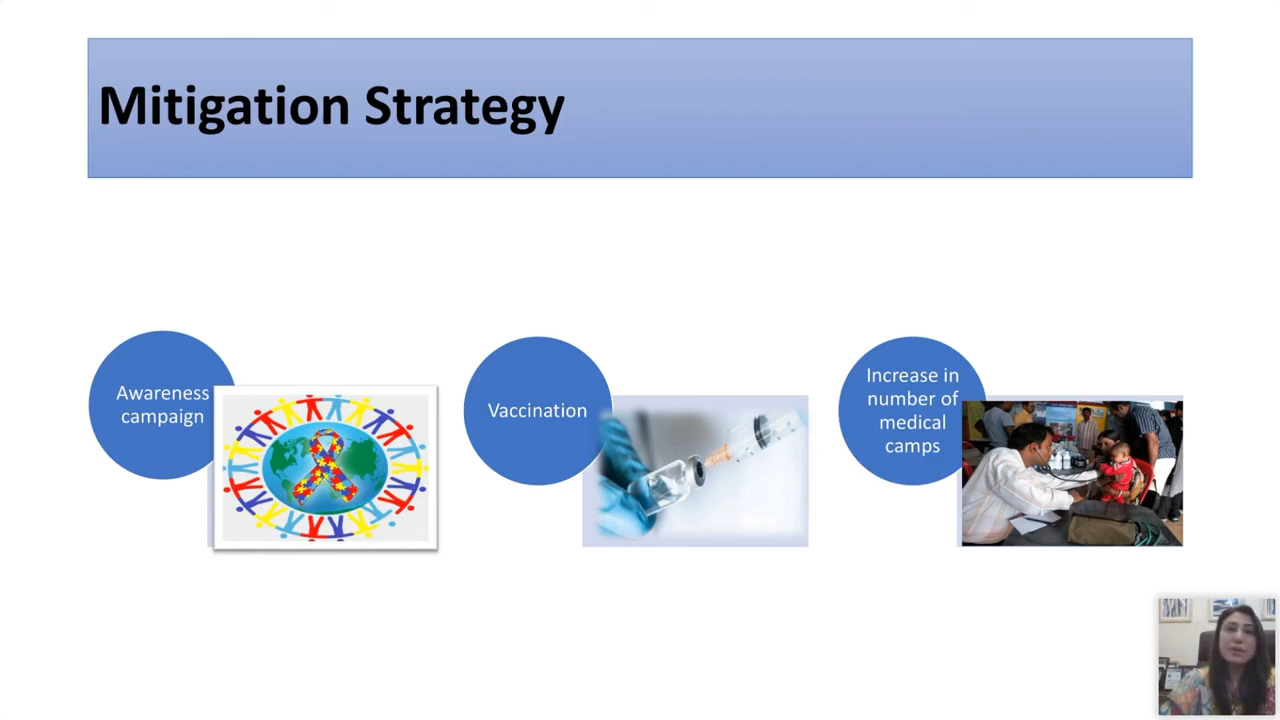 Mitigation Strategy
Awareness
campaign
Vaccination
Increase in
number of
medical
camps